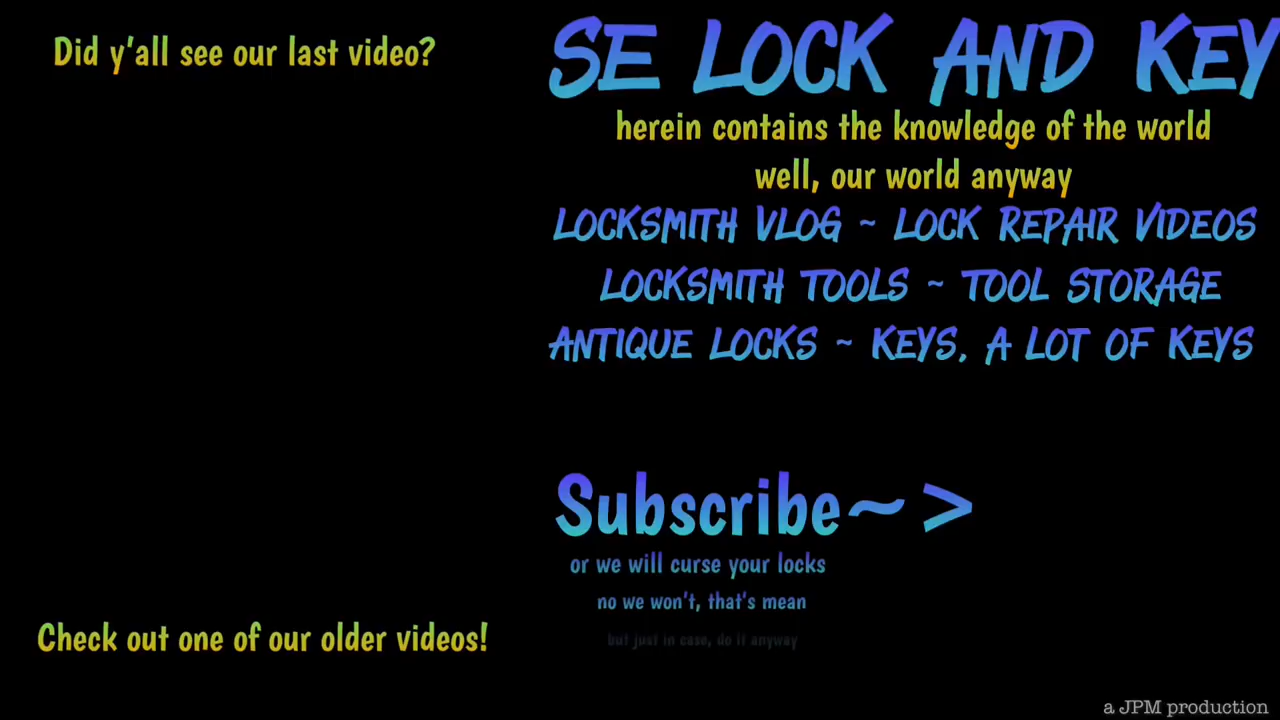 Did y'all see our last video?
SE LOCK AND KEY
herein contains the knowledge of the world
well, our world anyway
LOCKSMITH VLOG ~ LOCK REPAIR VIDEOS
LOCKSMITH TOOLS ~ TOOL STORAGE
ANTIQUE LOCKS ~ KEYS, A LOT OF KEYS
Subscribe~ >
or we will curse your locks
no we won't, that's mean
but just in case, do it anyway
Check out one of our older videos!
a JPM production